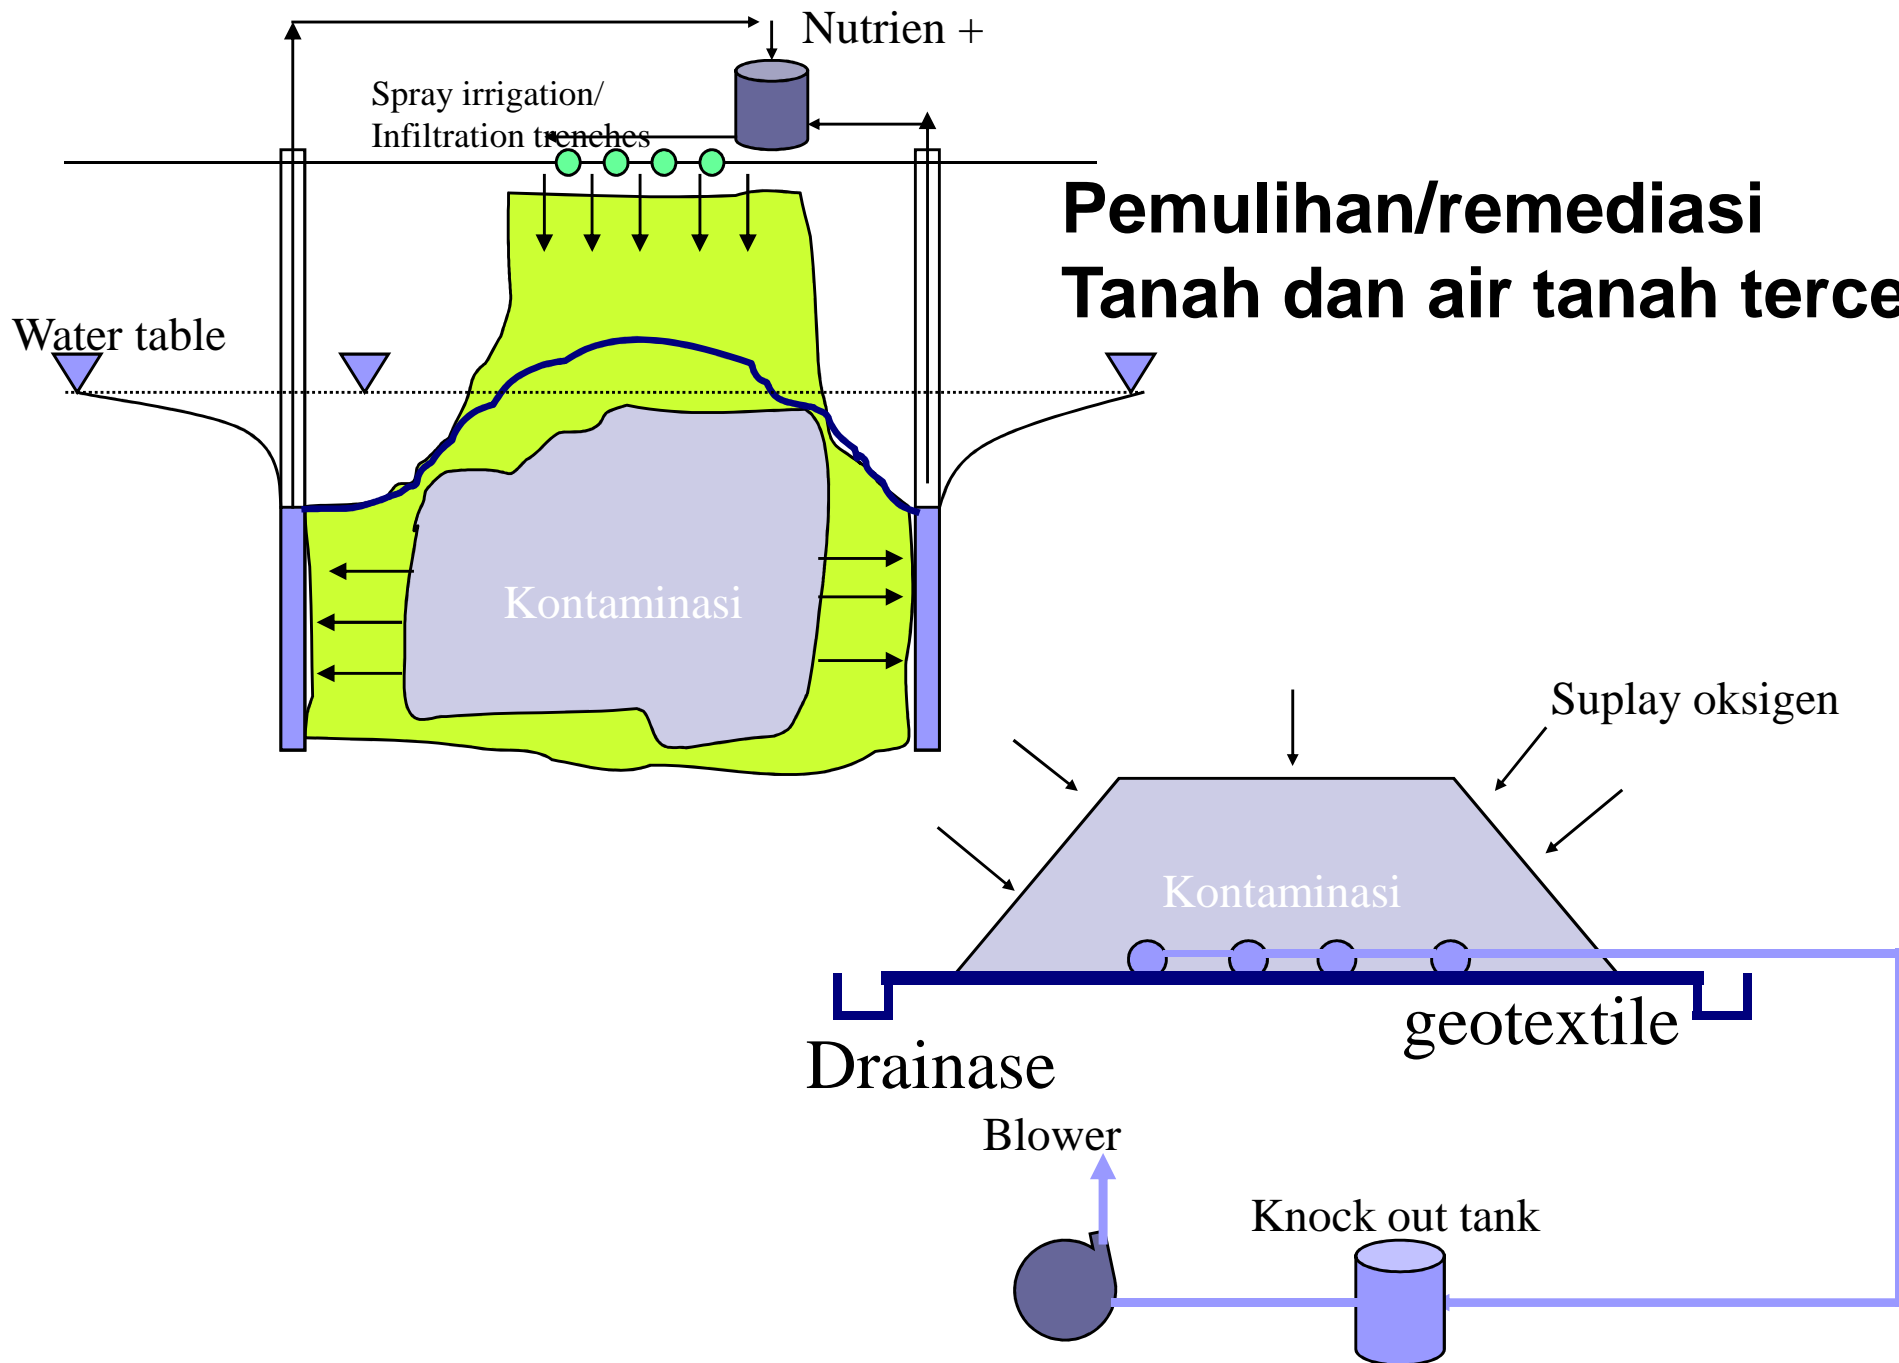 Nutrien +
Spray irrigation/
Infiltration trenches
Pemulihan/remediasi
Tanah dan air tanah terce
Water table
Kontaminasi
Suplay oksigen
Kontaminasi
geotextile
Drainase
Blower
Knock out tank